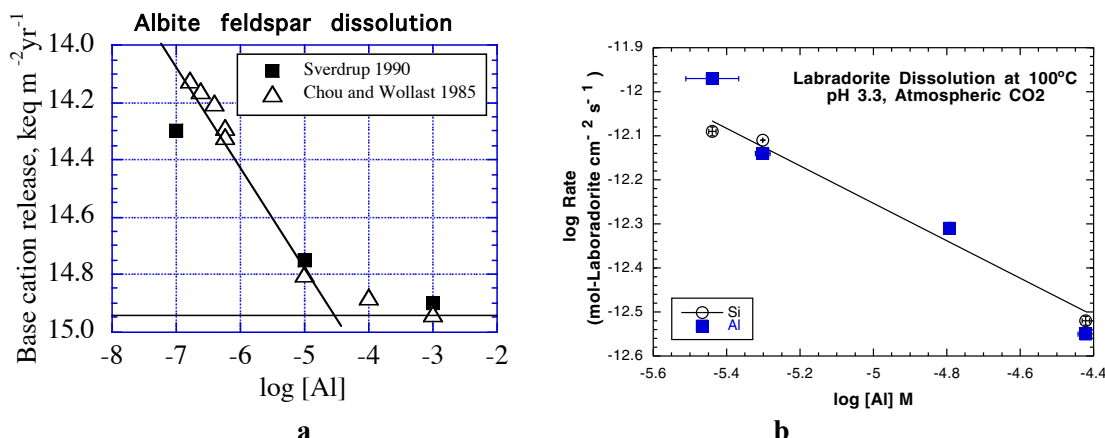 Albite feldspar dissolution
Base cation release, keq m⁻²yr⁻¹
14.0
14.2
14.4
14.6
14.8
15.0
Sverdrup 1990
Chou and Wollast 1985
-8 -7 -6 -5 -4 -3 -2
log [Al]
a
log Rate
(mol-Laboradorite cm⁻² s⁻¹)
-11.9
-12
-12.1
-12.2
-12.3
-12.4
-12.5
-12.6
Labradorite Dissolution at 100ºC
pH 3.3, Atmospheric CO2
Si
Al
-5.6 -5.4 -5.2 -5 -4.8 -4.6 -4.4
log [Al] M
b